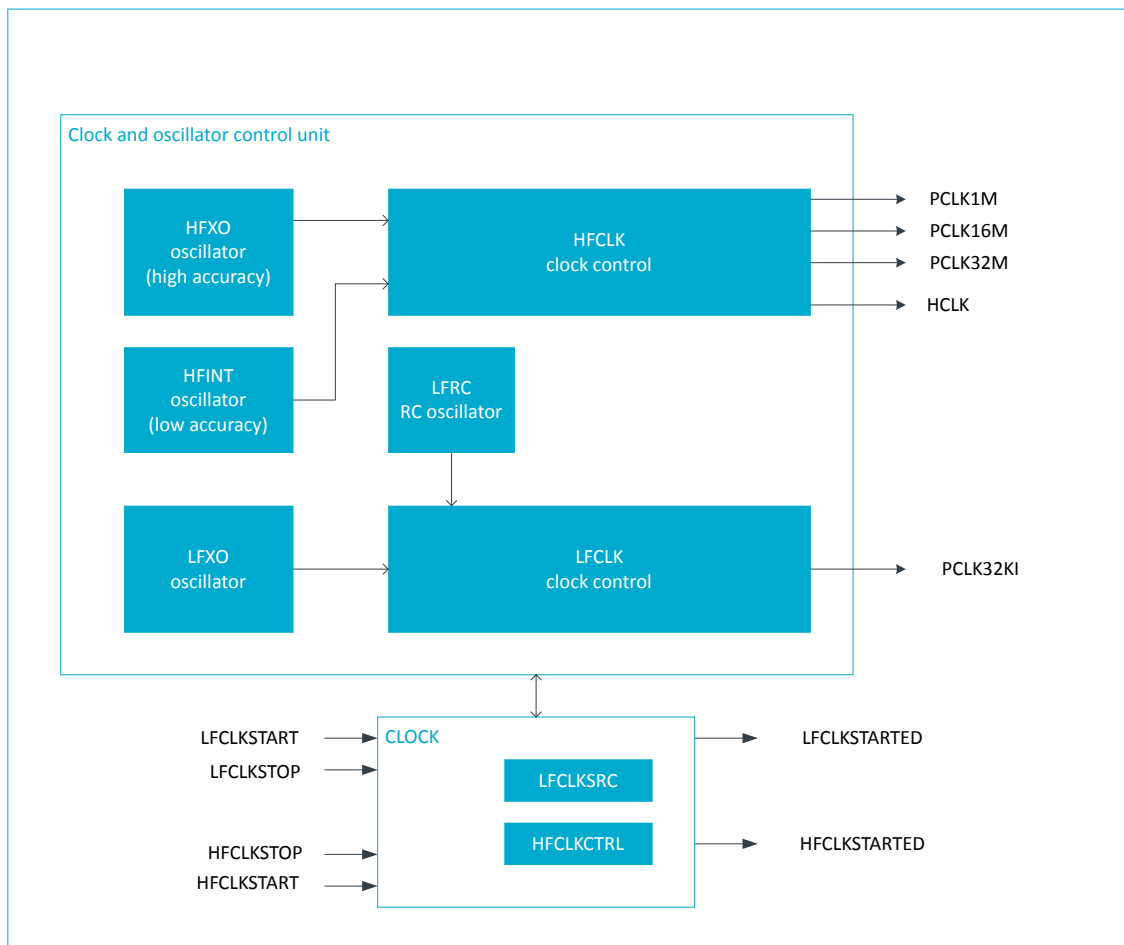 Clock and oscillator control unit
HFXO
oscillator
(high accuracy)
HFCLK
clock control
PCLK1M
PCLK16M
PCLK32M
HCLK
HFINT
oscillator
(low accuracy)
LFRC
RC oscillator
LFXO
oscillator
LFCLK
clock control
PCLK32KI
LFCLKSTART
LFCLKSTOP
HFCLKSTOP
HFCLKSTART
CLOCK
LFCLKSRC
HFCLKCTRL
LFCLKSTARTED
HFCLKSTARTED